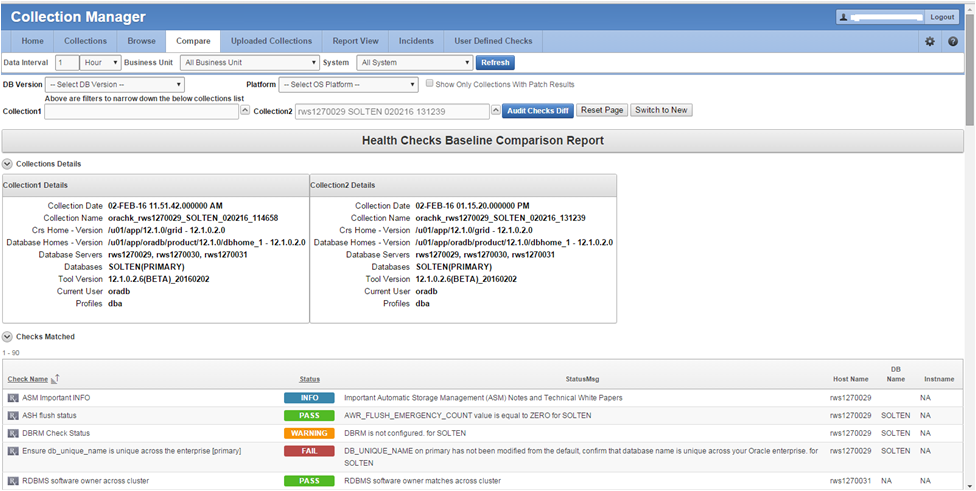 Collection Manager
Logout
Home Collections Browse Compare Uploaded Collections Report View Incidents User Defined Checks
Data Interval 1 Hour Business Unit All Business Unit System All System Refresh
DB Version -- Select DB Version -- Platform -- Select OS Platform -- Show Only Collections With Patch Results
Above are filters to narrow down the below collections list
Collection1 Collection2 rws1270029 SOLTEN 020216 131239 Audit Checks Diff Reset Page Switch to New
Health Checks Baseline Comparison Report
Collections Details
Collection1 Details
Collection Date 02-FEB-16 11.51.42.000000 AM
Collection Name orachk_rws1270029_SOLTEN_020216_114658
Crs Home - Version /u01/app/12.1.0/grid - 12.1.0.2.0
Database Homes - Version /u01/app/oradb/product/12.1.0/dbhome_1 - 12.1.0.2.0
Database Servers rws1270029, rws1270030, rws1270031
Databases SOLTEN(PRIMARY)
Tool Version 12.1.0.2.6(BETA)_20160202
Current User oradb
Profiles dba
Collection2 Details
Collection Date 02-FEB-16 01.15.20.000000 PM
Collection Name orachk_rws1270029_SOLTEN_020216_131239
Crs Home - Version /u01/app/12.1.0/grid - 12.1.0.2.0
Database Homes - Version /u01/app/oradb/product/12.1.0/dbhome_1 - 12.1.0.2.0
Database Servers rws1270029, rws1270030, rws1270031
Databases SOLTEN(PRIMARY)
Tool Version 12.1.0.2.6(BETA)_20160202
Current User oradb
Profiles dba
Checks Matched
1 - 90
Check Name Status StatusMsg Host Name DB Name Instname
ASM Important INFO INFO Important Automatic Storage Management (ASM) Notes and Technical White Papers rws1270029 NA
ASH flush status PASS AWR_FLUSH_EMERGENCY_COUNT value is equal to ZERO for SOLTEN rws1270029 SOLTEN NA
DBRM Check Status WARNING DBRM is not configured. for SOLTEN rws1270029 SOLTEN NA
Ensure db_unique_name is unique across the enterprise [primary] FAIL DB_UNIQUE_NAME on primary has not been modified from the default, confirm that database name is unique across your Oracle enterprise. for rws1270029 SOLTEN NA
SOLTEN
RDBMS software owner across cluster PASS RDBMS software owner matches across cluster rws1270031 NA NA